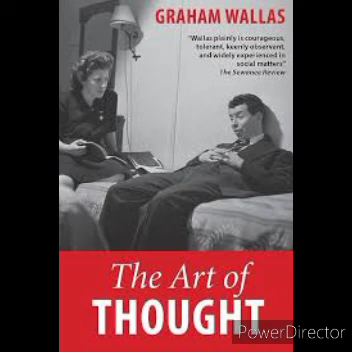 GRAHAM WALLAS
"Wallas plainly is courageous,
tolerant, keenly observant,
and widely experienced in
social matters"
The Sewanee Review
The Art of
THOUGHT
PowerDirector